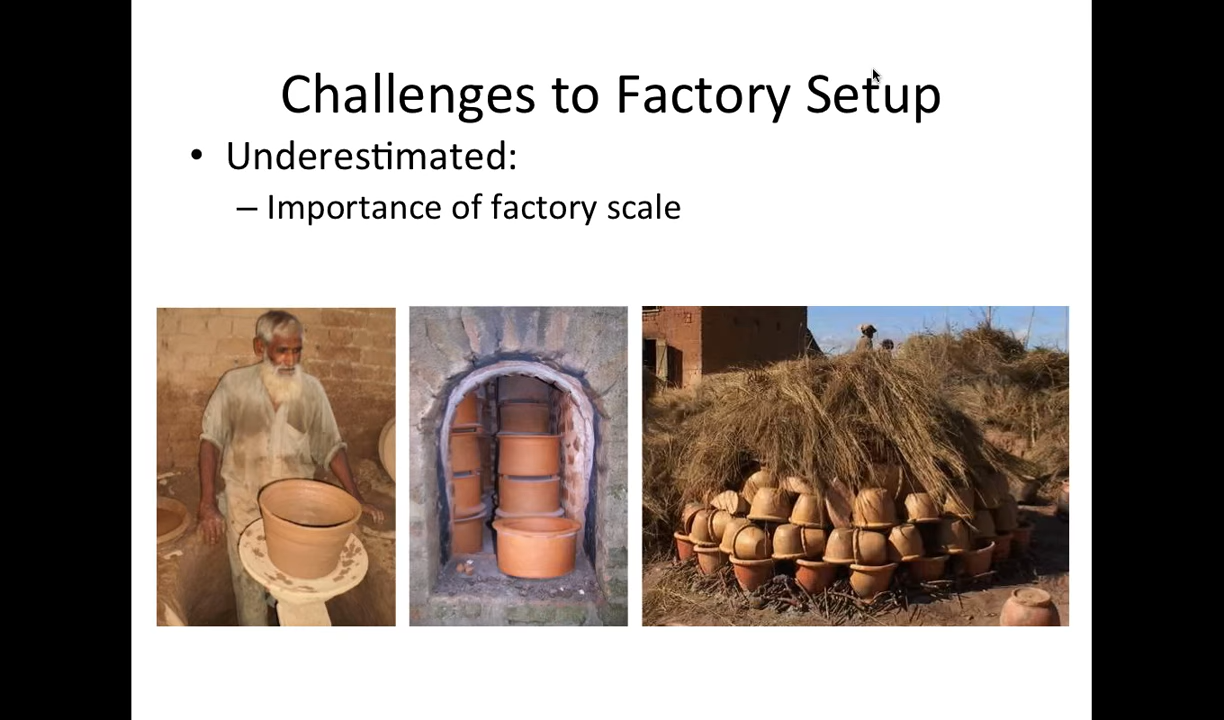 Challenges to Factory Setup
• Underestimated:
– Importance of factory scale